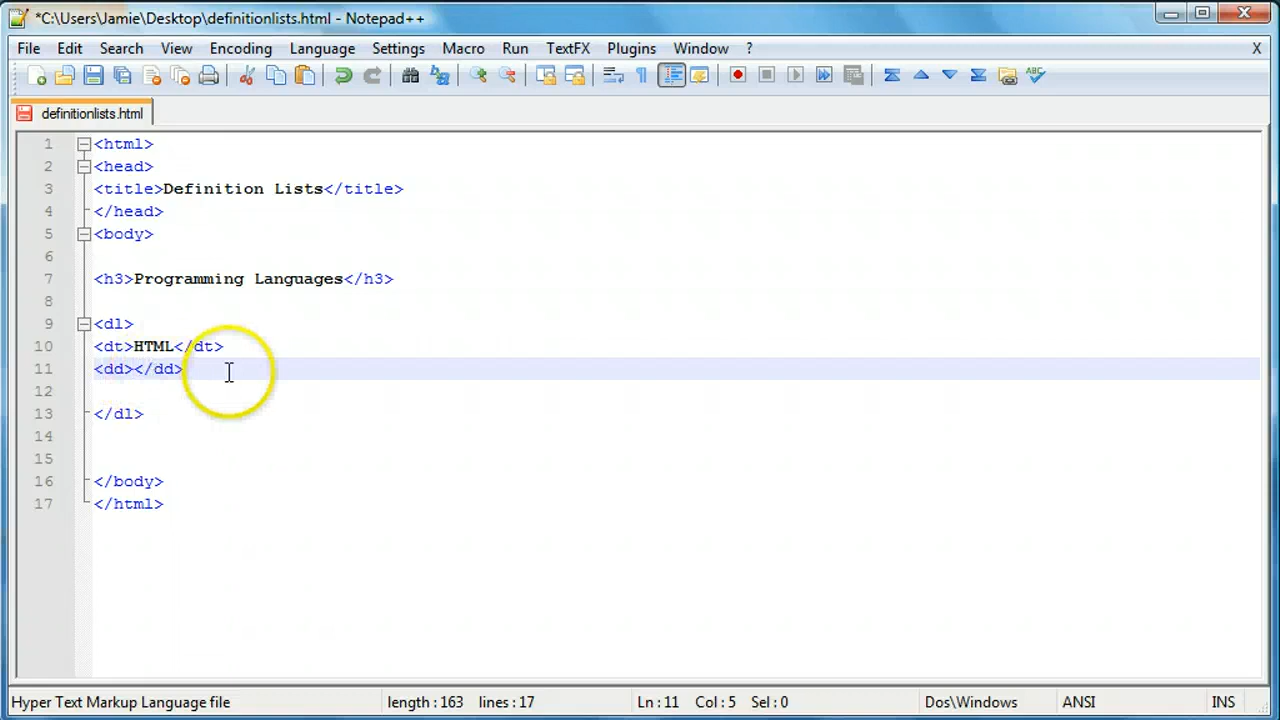 *C:\Users\Jamie\Desktop\definitionlists.html - Notepad++
File Edit Search View Encoding Language Settings Macro Run TextFX Plugins Window ? X
ABC
definitionlists.html
1 <html>
2 <head>
3 <title>Definition Lists</title>
4 </head>
5 <body>
6
7 <h3>Programming Languages</h3>
8
9 <dl>
10 <dt>HTML</dt>
11 <dd></dd>
12
13 </dl>
14
15
16 </body>
17 </html>
Hyper Text Markup Language file length : 163 lines : 17 Ln : 11 Col : 5 Sel : 0 Dos\Windows ANSI INS